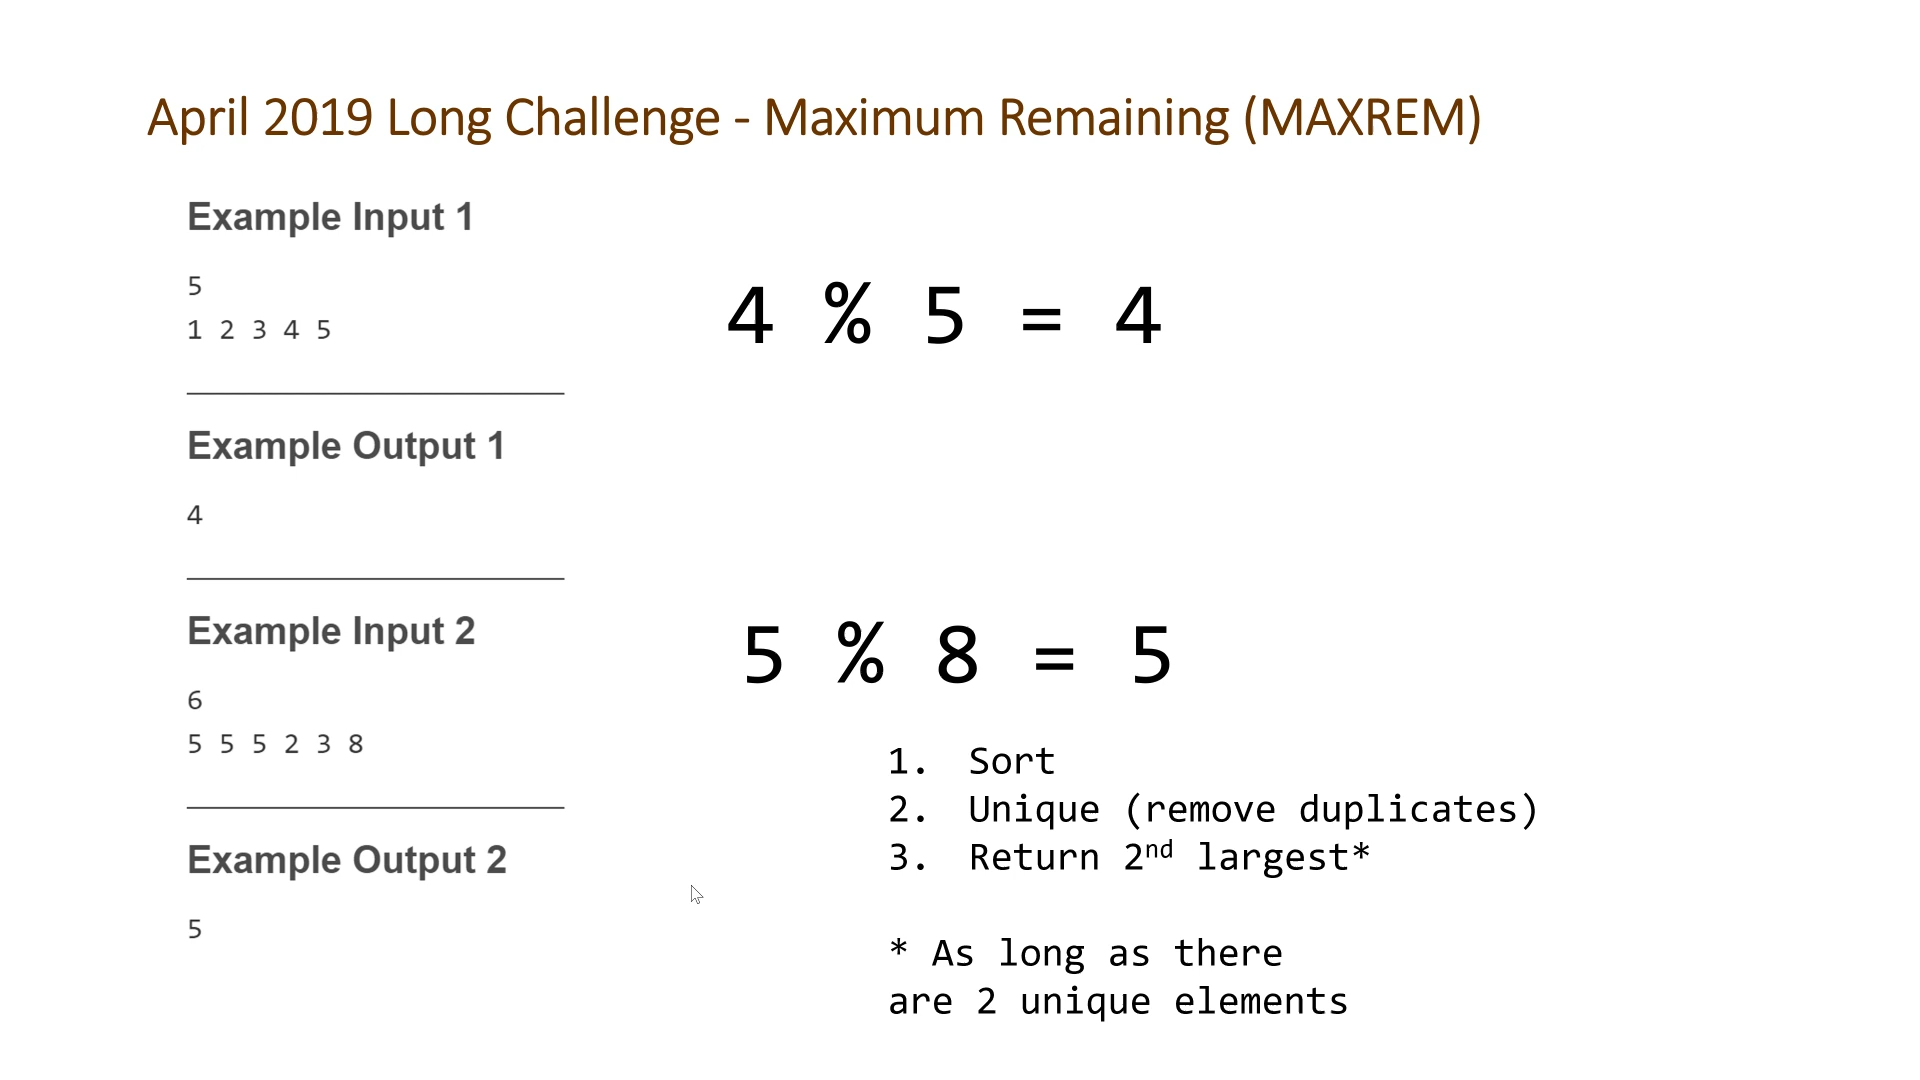 April 2019 Long Challenge - Maximum Remaining (MAXREM)
Example Input 1
5
1 2 3 4 5
Example Output 1
4
Example Input 2
6
5 5 5 2 3 8
Example Output 2
5
4 % 5 = 4
5 % 8 = 5
1. Sort
2. Unique (remove duplicates)
3. Return 2nd largest*
* As long as there
are 2 unique elements